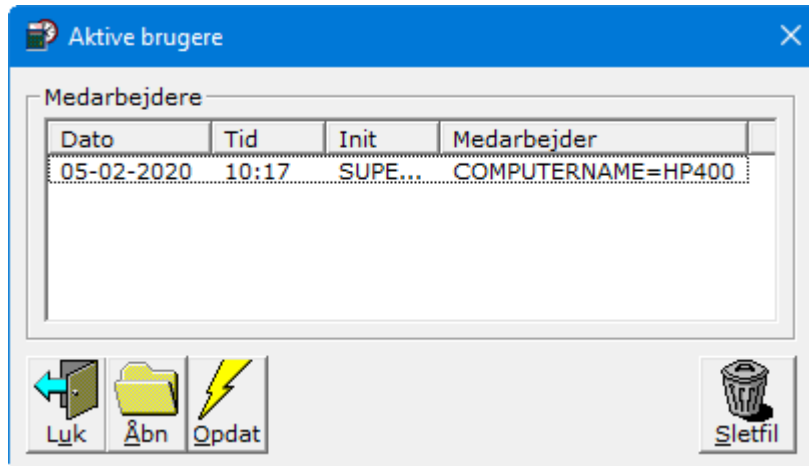 Aktive brugere
Medarbejdere
Dato Tid Init Medarbejder
05-02-2020 10:17 SUPE... COMPUTERNAME=HP400
Luk Åbn Opdat Sletfil